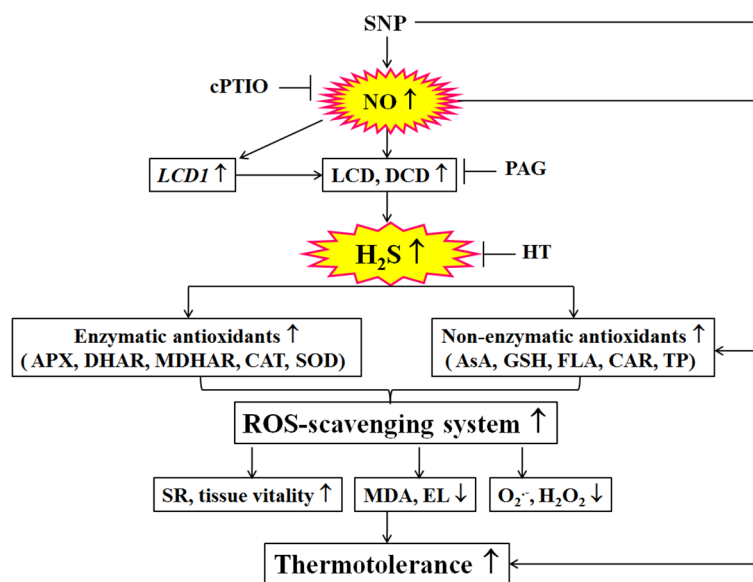 SNP
cPTIO
NO ↑
LCD1 ↑
LCD, DCD ↑
PAG
H₂S ↑
HT
Enzymatic antioxidants ↑
( APX, DHAR, MDHAR, CAT, SOD)
Non-enzymatic antioxidants ↑
( AsA, GSH, FLA, CAR, TP)
ROS-scavenging system ↑
SR, tissue vitality ↑
MDA, EL ↓
O₂·⁻, H₂O₂ ↓
Thermotolerance ↑